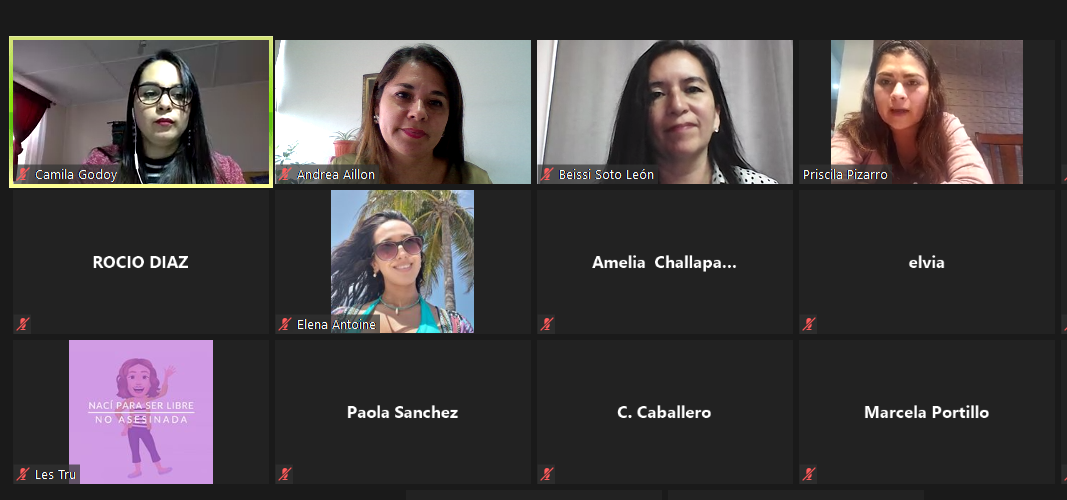 Camila Godoy
Andrea Aillon
Beissi Soto León
Priscila Pizarro
ROCIO DIAZ
Elena Antoine
Amelia Challapa...
elvia
NACÍ PARA SER LIBRE
NO ASESINADA
Les Tru
Paola Sanchez
C. Caballero
Marcela Portillo